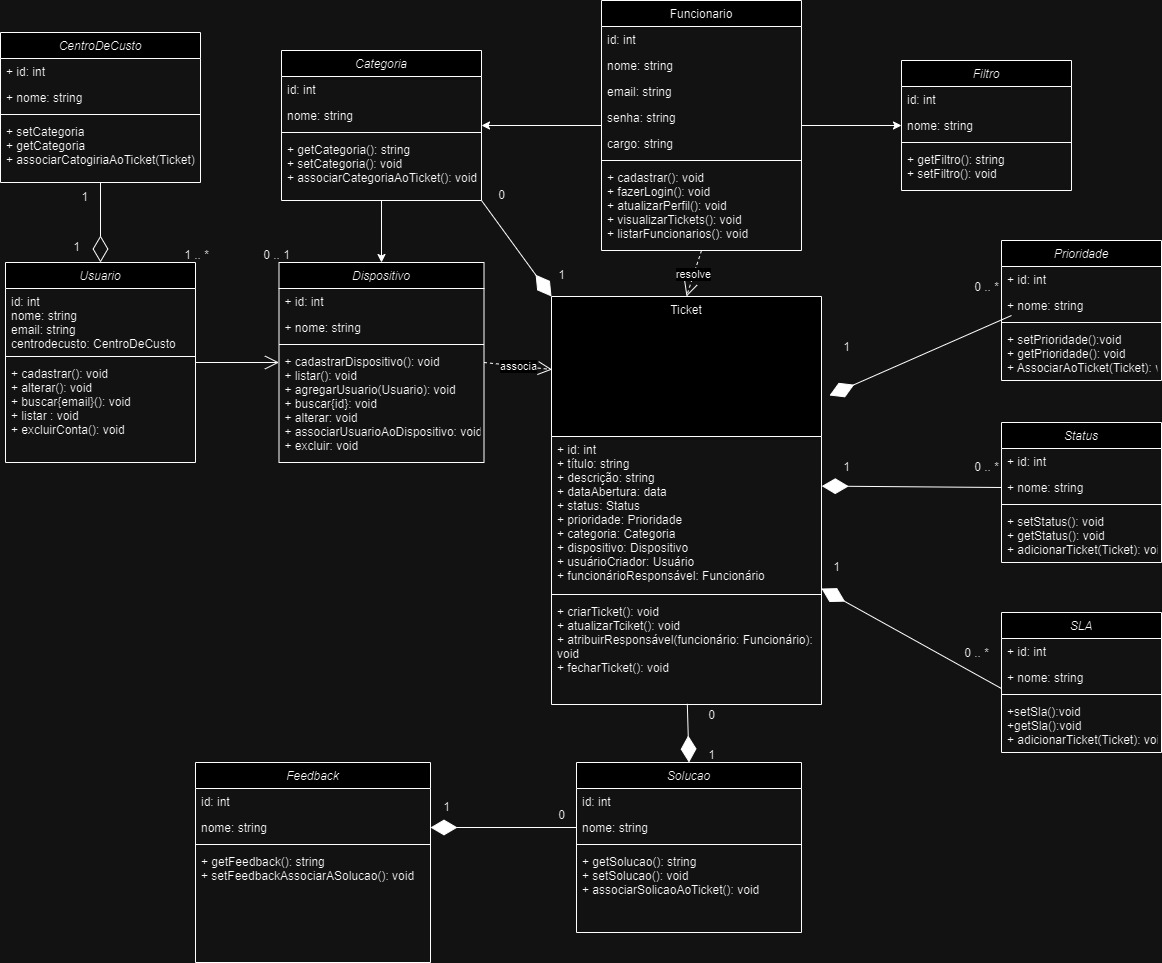 CentroDeCusto
+ id: int
+ nome: string
+ setCategoria
+ getCategoria
+ associarCatogiriaAoTicket(Ticket)
1
1
Categoria
id: int
nome: string
+ getCategoria(): string
+ setCategoria(): void
+ associarCategoriaAoTicket(): void
0
1
Funcionario
id: int
nome: string
email: string
senha: string
cargo: string
+ cadastrar(): void
+ fazerLogin(): void
+ atualizarPerfil(): void
+ visualizarTickets(): void
+ listarFuncionarios(): void
resolve
Filtro
id: int
nome: string
+ getFiltro(): string
+ setFiltro(): void
Usuario
id: int
nome: string
email: string
centrodecusto: CentroDeCusto
+ cadastrar(): void
+ alterar(): void
+ buscar{email}(): void
+ listar : void
+ excluirConta(): void
1 .. *
0 .. 1
Dispositivo
+ id: int
+ nome: string
+ cadastrarDispositivo(): void
+ listar(): void
+ agregarUsuario(Usuario): void
+ buscar{id}: void
+ alterar: void
+ associarUsuarioAoDispositivo: void
+ excluir: void
associa
Ticket
+ id: int
+ título: string
+ descrição: string
+ dataAbertura: data
+ status: Status
+ prioridade: Prioridade
+ categoria: Categoria
+ dispositivo: Dispositivo
+ usuárioCriador: Usuário
+ funcionárioResponsável: Funcionário
+ criarTicket(): void
+ atualizarTciket(): void
+ atribuirResponsável(funcionário: Funcionário):
void
+ fecharTicket(): void
Prioridade
+ id: int
+ nome: string
+ setPrioridade():void
+ getPrioridade(): void
+ AssociarAoTicket(Ticket): v
0 .. *
1
Status
+ id: int
+ nome: string
+ setStatus(): void
+ getStatus(): void
+ adicionarTicket(Ticket): voi
1
0 .. *
SLA
+ id: int
+ nome: string
+setSla():void
+getSla():void
+ adicionarTicket(Ticket): voi
1
0 .. *
0
1
Solucao
id: int
nome: string
+ getSolucao(): string
+ setSolucao(): void
+ associarSolicaoAoTicket(): void
1
0
Feedback
id: int
nome: string
+ getFeedback(): string
+ setFeedbackAssociarASolucao(): void